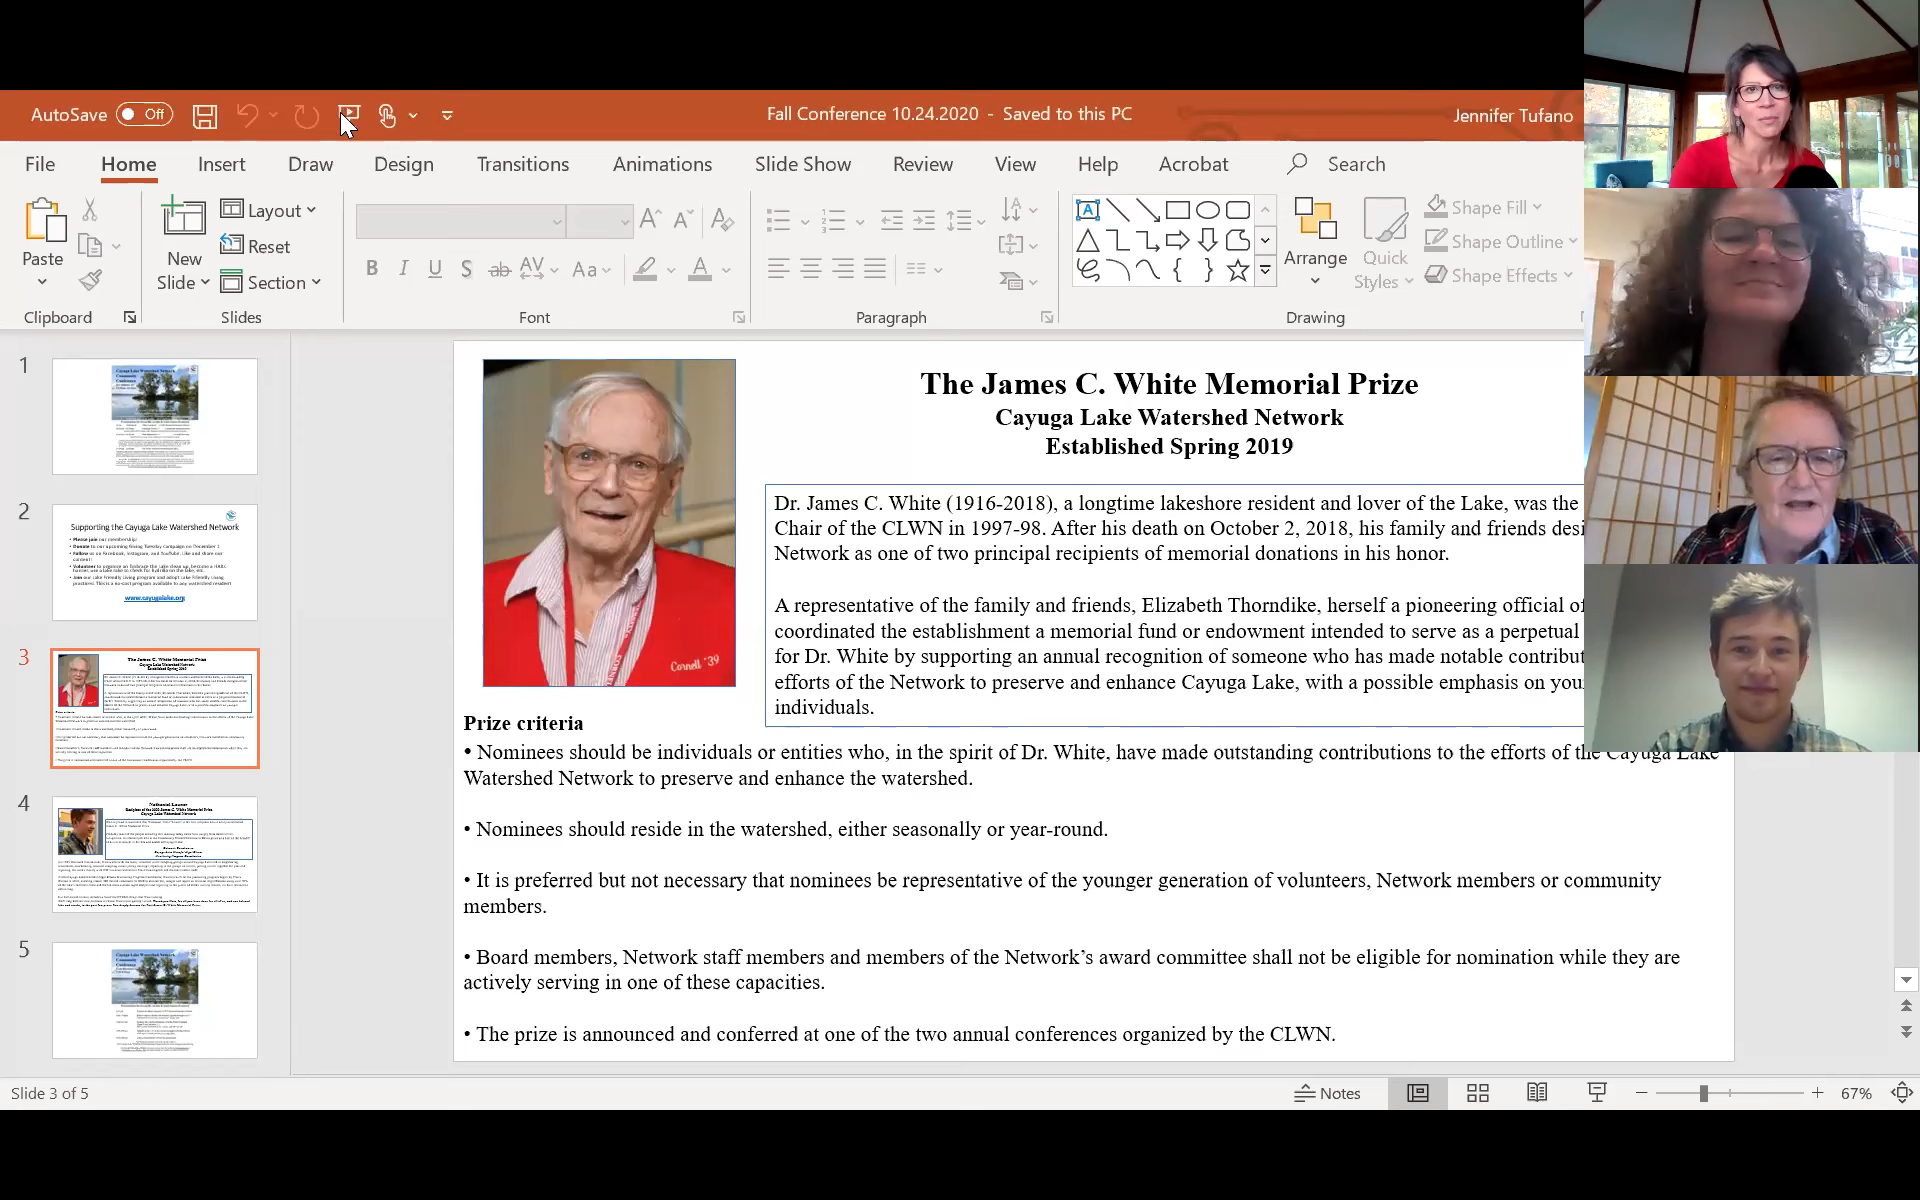 AutoSave Off
Fall Conference 10.24.2020 - Saved to this PC
Jennifer Tufano
File Home Insert Draw Design Transitions Animations Slide Show Review View Help Acrobat Search
Paste
New
Slide
Layout
Reset
Section
B I U S ab AV Aa A
Arrange
Quick
Styles
Shape Fill
Shape Outline
Shape Effects
Clipboard Slides Font Paragraph Drawing
1
2
Supporting the Cayuga Lake Watershed Network
www.cayugalake.org
3
4
5
Cornell '39
The James C. White Memorial Prize
Cayuga Lake Watershed Network
Established Spring 2019
Dr. James C. White (1916-2018), a longtime lakeshore resident and lover of the Lake, was the
Chair of the CLWN in 1997-98. After his death on October 2, 2018, his family and friends desi
Network as one of two principal recipients of memorial donations in his honor.
A representative of the family and friends, Elizabeth Thorndike, herself a pioneering official of
coordinated the establishment a memorial fund or endowment intended to serve as a perpetual
for Dr. White by supporting an annual recognition of someone who has made notable contribut
efforts of the Network to preserve and enhance Cayuga Lake, with a possible emphasis on you
individuals.
Prize criteria
• Nominees should be individuals or entities who, in the spirit of Dr. White, have made outstanding contributions to the efforts of the Cayuga Lake
Watershed Network to preserve and enhance the watershed.
• Nominees should reside in the watershed, either seasonally or year-round.
• It is preferred but not necessary that nominees be representative of the younger generation of volunteers, Network members or community
members.
• Board members, Network staff members and members of the Network’s award committee shall not be eligible for nomination while they are
actively serving in one of these capacities.
• The prize is announced and conferred at one of the two annual conferences organized by the CLWN.
Slide 3 of 5
Notes
67%